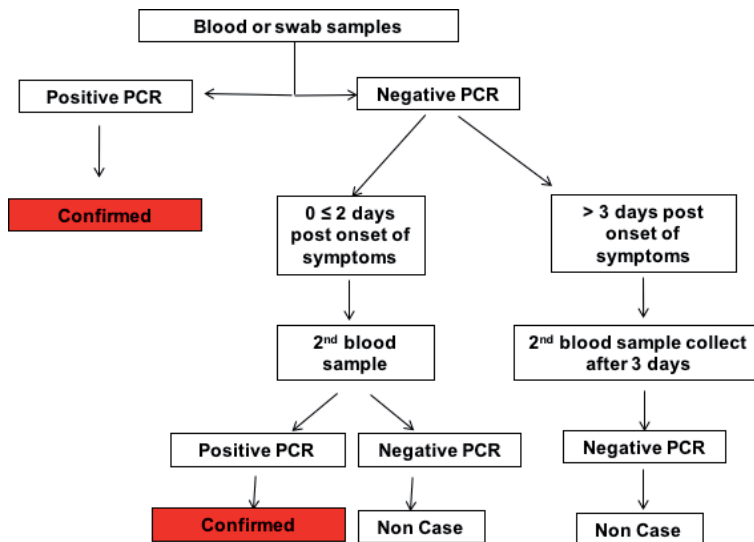 Blood or swab samples
Positive PCR
Negative PCR
Confirmed
0 ≤ 2 days
post onset of
symptoms
> 3 days post
onset of
symptoms
2nd blood
sample
2nd blood sample collect
after 3 days
Positive PCR
Negative PCR
Negative PCR
Confirmed
Non Case
Non Case